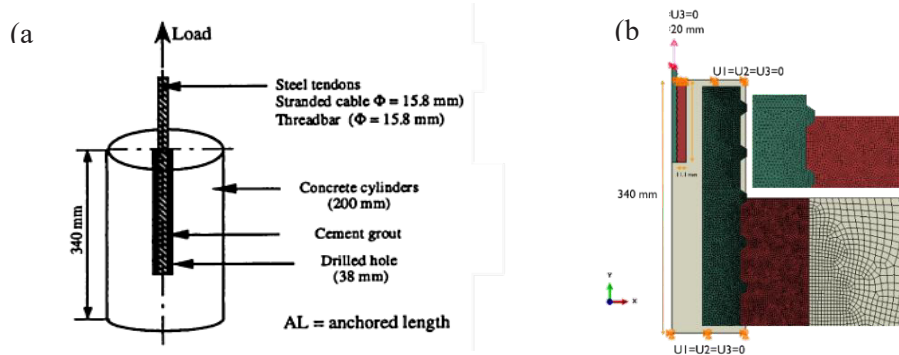 (a
Load
Steel tendons
Stranded cable Φ = 15.8 mm)
Threadbar (Φ = 15.8 mm)
Concrete cylinders
(200 mm)
Cement grout
Drilled hole
(38 mm)
AL = anchored length
340 mm
(b
U3=0
20 mm
U1=U2=U3=0
340 mm
Y
X
U1=U2=U3=0